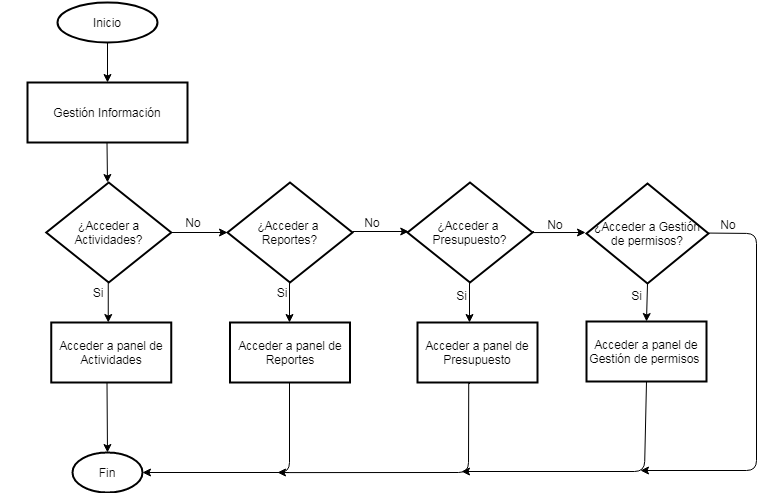 Inicio
Gestión Información
¿Acceder a
Actividades?
No
¿Acceder a
Reportes?
No
¿Acceder a
Presupuesto?
No
¿Acceder a Gestión
de permisos?
No
Si
Si
Si
Si
Acceder a panel de
Actividades
Acceder a panel de
Reportes
Acceder a panel de
Presupuesto
Acceder a panel de
Gestión de permisos
Fin